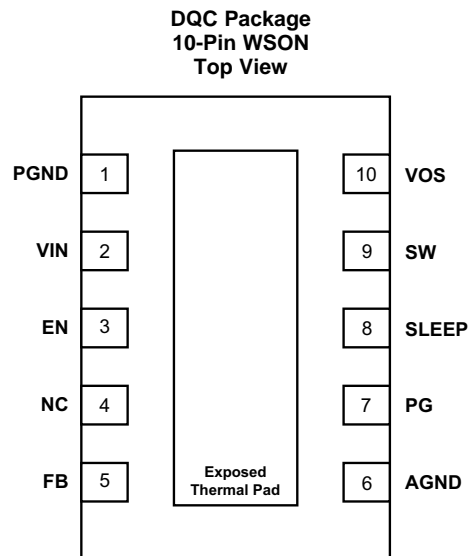 DQC Package
10-Pin WSON
Top View
PGND 1 10 VOS
VIN 2 9 SW
EN 3 8 SLEEP
NC 4 7 PG
FB 5 6 AGND
Exposed
Thermal Pad